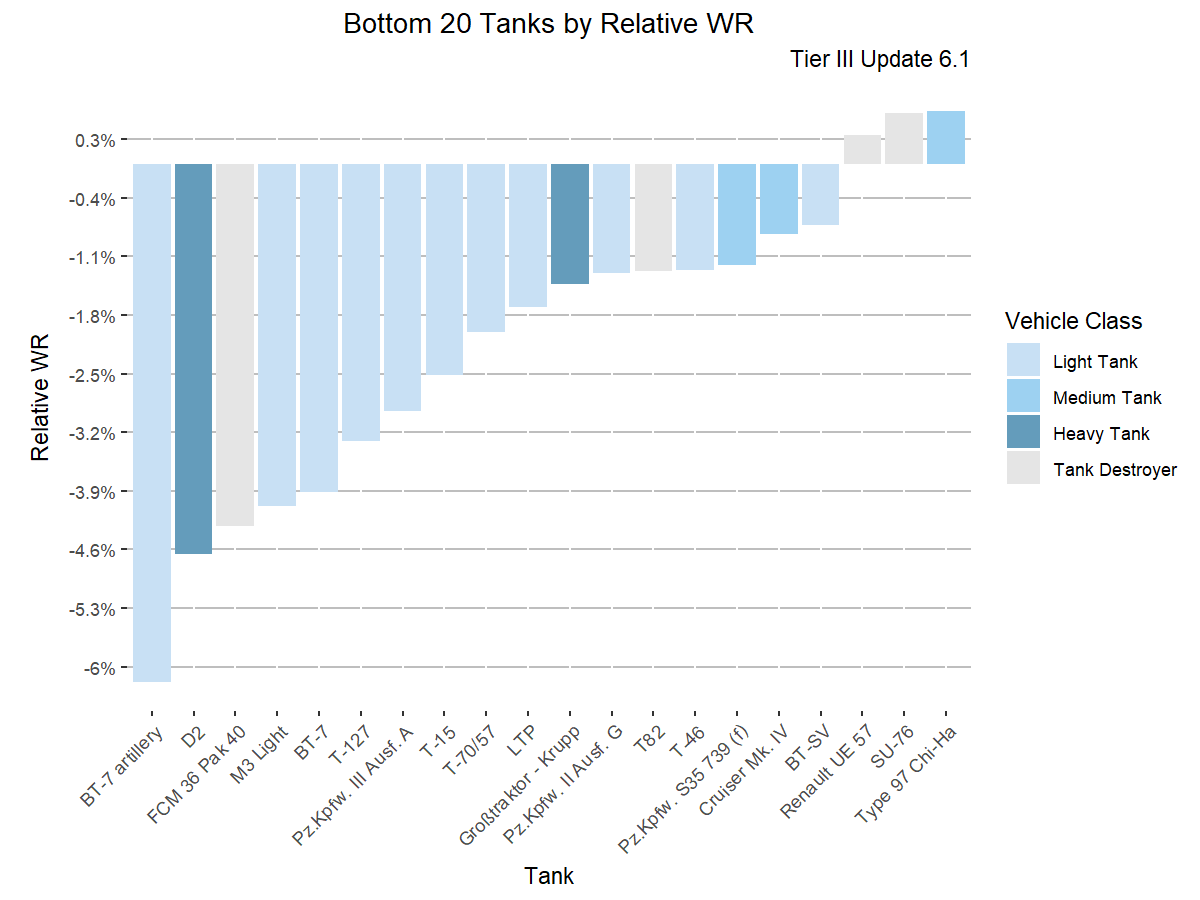 Bottom 20 Tanks by Relative WR
Tier III Update 6.1
Relative WR
0.3%
-0.4%
-1.1%
-1.8%
-2.5%
-3.2%
-3.9%
-4.6%
-5.3%
-6%
BT-7 artillery
D2
FCM 36 Pak 40
M3 Light
BT-7
T-127
Pz.Kpfw. III Ausf. A
T-15
T-70/57
LTP
Großtraktor - Krupp
Pz.Kpfw. II Ausf. G
T82
T-46
Pz.Kpfw. S35 739 (f)
Cruiser Mk. IV
BT-SV
Renault UE 57
SU-76
Type 97 Chi-Ha
Tank
Vehicle Class
Light Tank
Medium Tank
Heavy Tank
Tank Destroyer